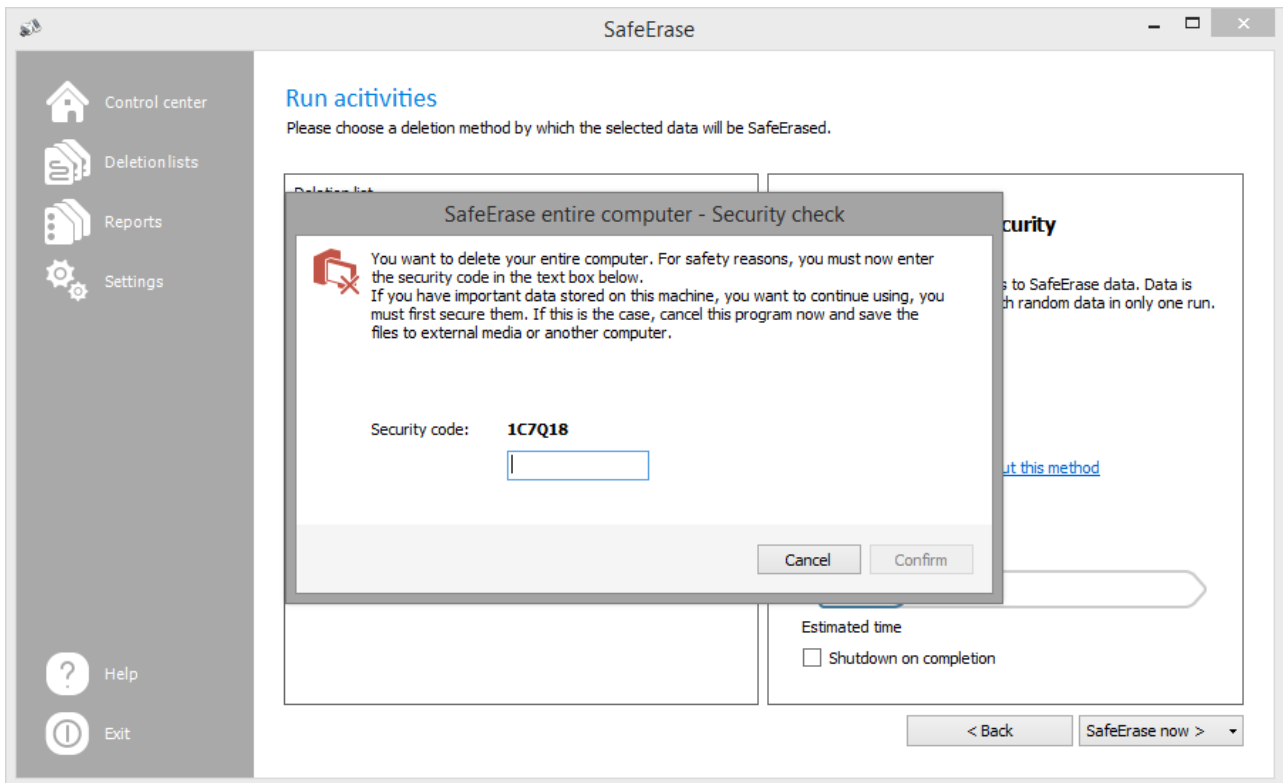 SafeErase
Control center
Deletion lists
Reports
Settings
Help
Exit
Run acitivities
Please choose a deletion method by which the selected data will be SafeErased.
SafeErase entire computer - Security check
You want to delete your entire computer. For safety reasons, you must now enter
the security code in the text box below.
If you have important data stored on this machine, you want to continue using, you
must first secure them. If this is the case, cancel this program now and save the
files to external media or another computer.
Security code: 1C7Q18
Cancel Confirm
to SafeErase data. Data is
random data in only one run.
this method
Estimated time
Shutdown on completion
< Back SafeErase now >